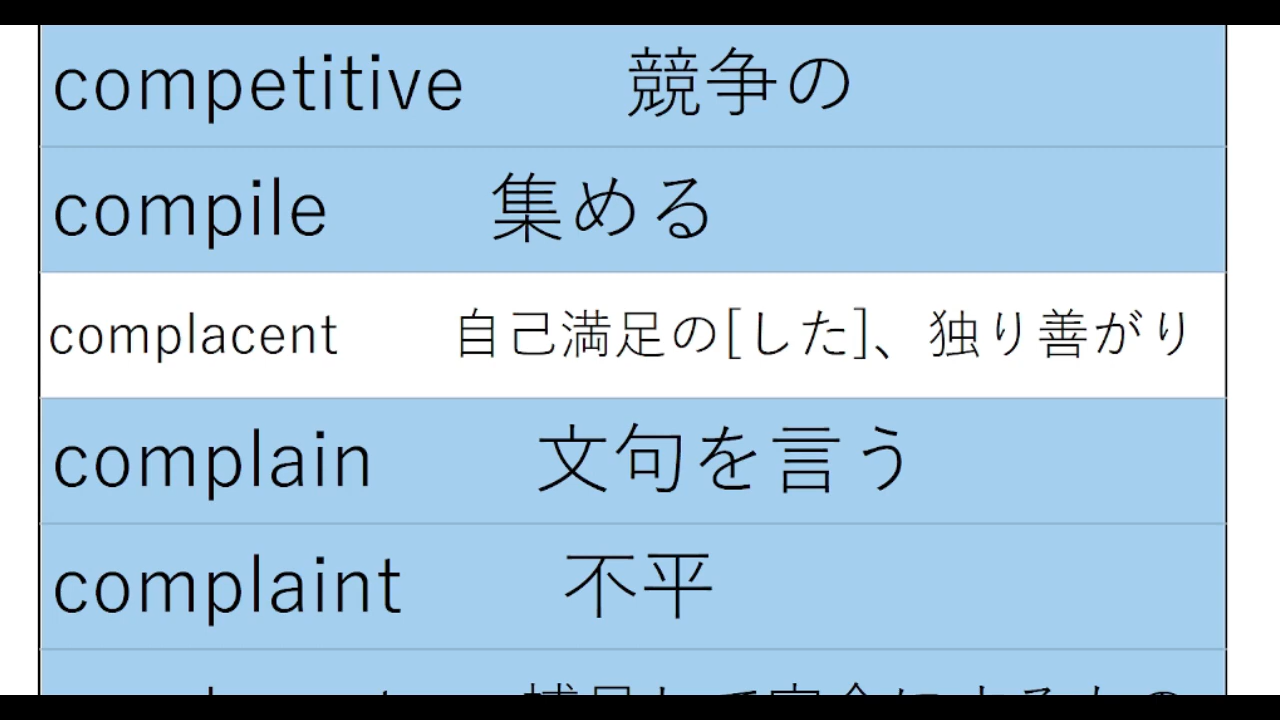 competitive 競争の
compile 集める
complacent 自己満足の[した]、独り善がり
complain 文句を言う
complaint 不平